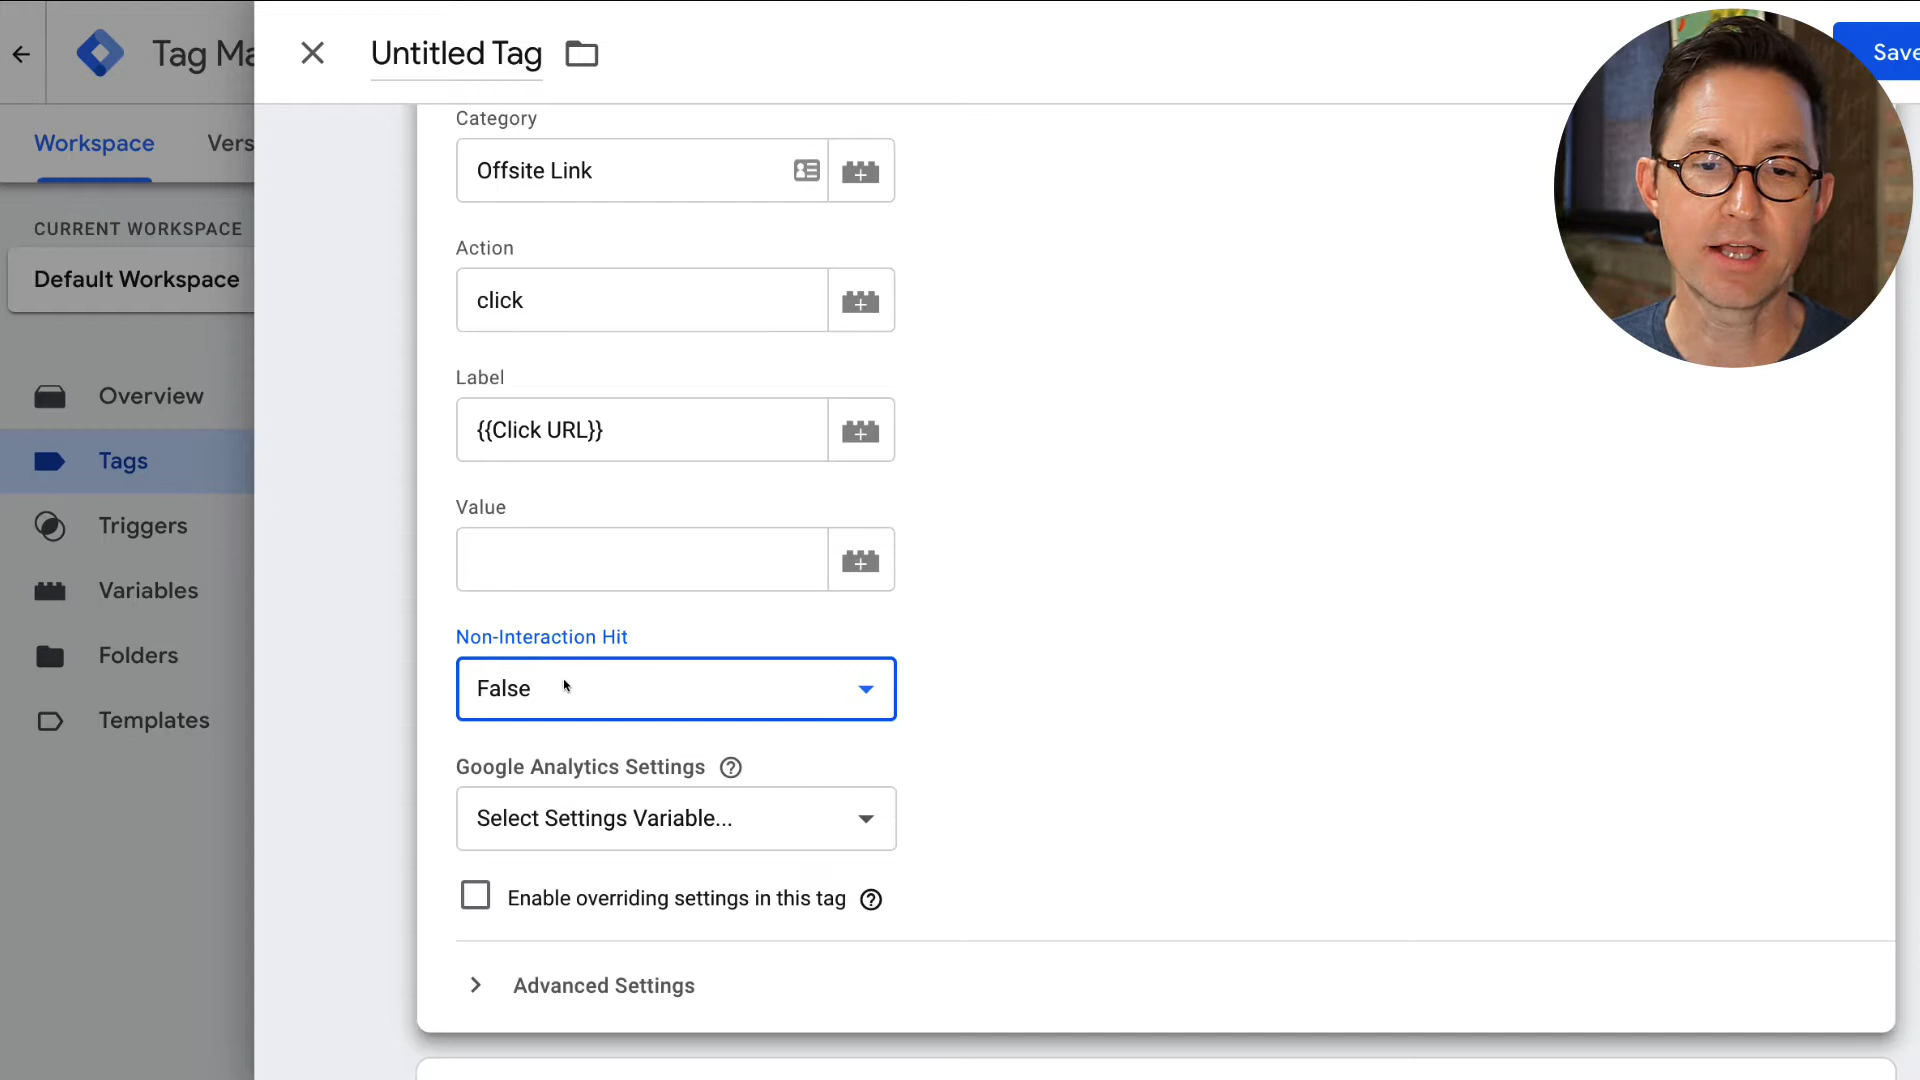 Tag Ma
Untitled Tag
Save
Workspace
Vers
CURRENT WORKSPACE
Default Workspace
Overview
Tags
Triggers
Variables
Folders
Templates
Category
Offsite Link
Action
click
Label
{{Click URL}}
Value
Non-Interaction Hit
False
Google Analytics Settings
Select Settings Variable...
Enable overriding settings in this tag
Advanced Settings